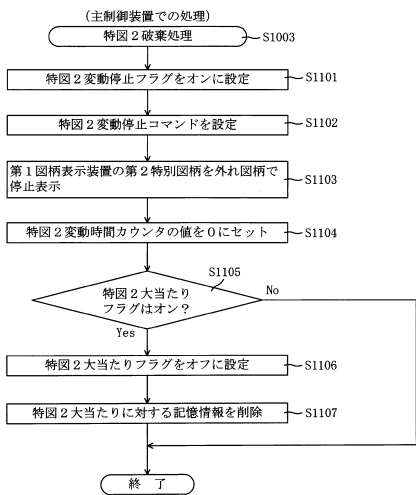 (主制御装置での処理)
特図2破棄処理
S1003
特図2変動停止フラグをオンに設定
S1101
特図2変動停止コマンドを設定
S1102
第1図柄表示装置の第2特別図柄を外れ図柄で
停止表示
S1103
特図2変動時間カウンタの値を0にセット
S1104
S1105
特図2大当たり
フラグはオン?
No
Yes
特図2大当たりフラグをオフに設定
S1106
特図2大当たりに対する記憶情報を削除
S1107
終 了